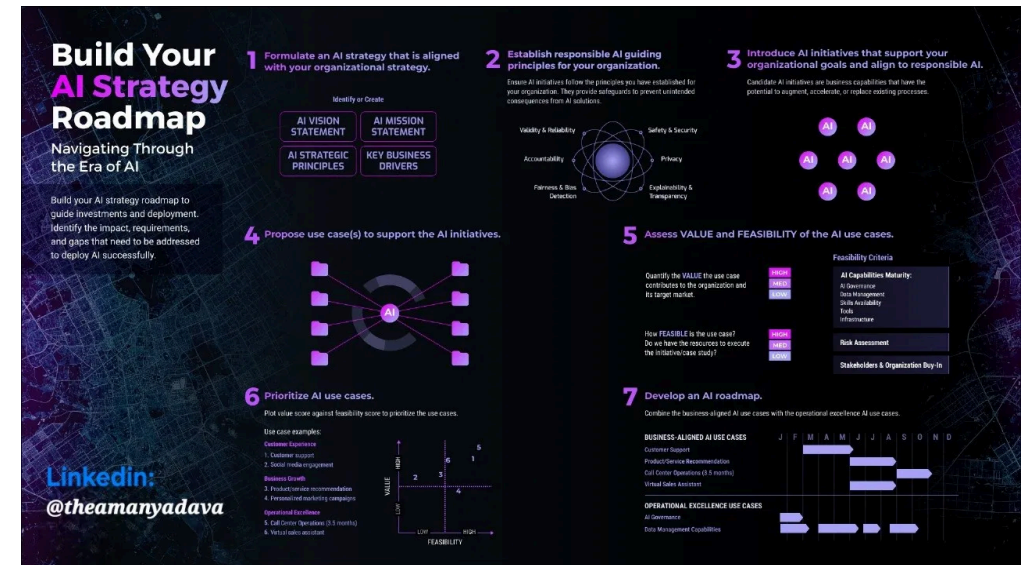 Build Your
AI Strategy
Roadmap
Navigating Through
the Era of AI
Build your AI strategy roadmap to
guide investments and deployment.
Identify the impact, requirements,
and gaps that need to be addressed
to deploy AI successfully.
Linkedin:
@theamanyadava
1
Formulate an AI strategy that is aligned
with your organizational strategy.
Identify or Create
AI VISION
STATEMENT
AI MISSION
STATEMENT
AI STRATEGIC
PRINCIPLES
KEY BUSINESS
DRIVERS
2
Establish responsible AI guiding
principles for your organization.
Ensure AI initiatives follow the principles you have established for
your organization. They provide safeguards to prevent unintended
consequences from AI solutions.
Validity & Reliability
Safety & Security
Accountability
Privacy
Fairness & Bias
Detection
Explainability &
Transparency
3
Introduce AI initiatives that support your
organizational goals and align to responsible AI.
Candidate AI initiatives are business capabilities that have the
potential to augment, accelerate, or replace existing processes.
AI AI
AI AI AI
AI AI
4
Propose use case(s) to support the AI initiatives.
AI
5
Assess VALUE and FEASIBILITY of the AI use cases.
Quantify the VALUE the use case
contributes to the organization and
its target market.
HIGH
MED
LOW
How FEASIBLE is the use case?
Do we have the resources to execute
the initiative/case study?
HIGH
MED
LOW
Feasibility Criteria
AI Capabilities Maturity:
AI Governance
Data Management
Skills Availability
Tools
Infrastructure
Risk Assessment
Stakeholders & Organization Buy-In
6
Prioritize AI use cases.
Plot value score against feasibility score to prioritize the use cases.
Use case examples:
Customer Experience
1. Customer support
2. Social media engagement
Business Growth
3. Product/service recommendation
4. Personalized marketing campaigns
Operational Excellence
5. Call Center Operations (3.5 months)
6. Virtual sales assistant
VALUE
HIGH
LOW
5
6 1
2 3
4
LOW HIGH
FEASIBILITY
7
Develop an AI roadmap.
Combine the business-aligned AI use cases with the operational excellence AI use cases.
BUSINESS-ALIGNED AI USE CASES
J F M A M J J A S O N D
Customer Support
Product/Service Recommendation
Call Center Operations (3.5 months)
Virtual Sales Assistant
OPERATIONAL EXCELLENCE USE CASES
AI Governance
Data Management Capabilities